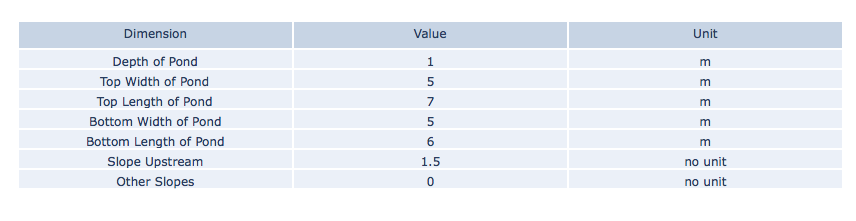 Dimension Value Unit
Depth of Pond 1 m
Top Width of Pond 5 m
Top Length of Pond 7 m
Bottom Width of Pond 5 m
Bottom Length of Pond 6 m
Slope Upstream 1.5 no unit
Other Slopes 0 no unit